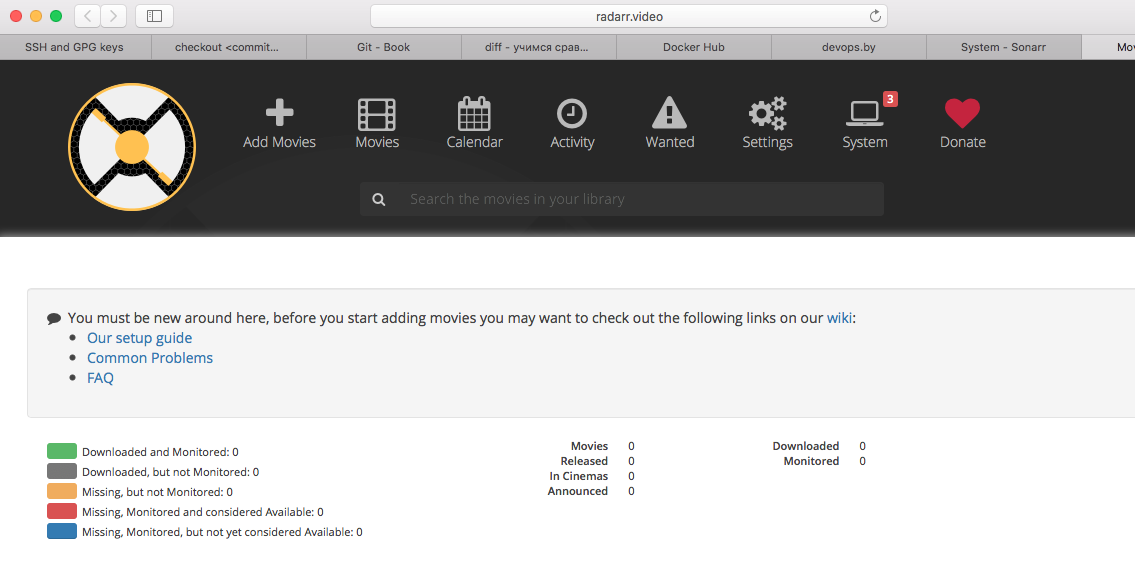 radarr.video
SSH and GPG keys
checkout <commit...
Git - Book
diff - учимся срав...
Docker Hub
devops.by
System - Sonarr
3
Add Movies
Movies
Calendar
Activity
Wanted
Settings
System
Donate
Search the movies in your library
You must be new around here, before you start adding movies you may want to check out the following links on our wiki:
• Our setup guide
• Common Problems
• FAQ
Downloaded and Monitored: 0
Downloaded, but not Monitored: 0
Missing, but not Monitored: 0
Missing, Monitored and considered Available: 0
Missing, Monitored, but not yet considered Available: 0
Movies 0
Released 0
In Cinemas 0
Announced 0
Downloaded 0
Monitored 0